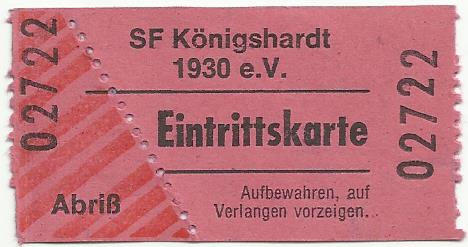 02722
SF Königshardt
1930 e.V.
Eintrittskarte
Aufbewahren, auf
Verlangen vorzeigen.
Abriß
02722